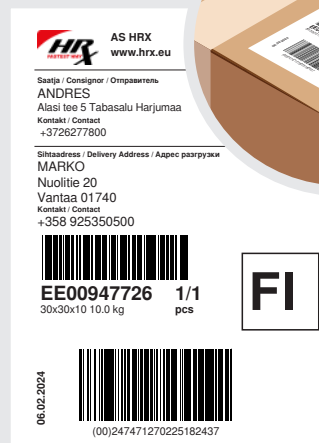 HRX
FASTEST WAY
AS HRX
www.hrx.eu
Saatja / Consignor / Отправитель
ANDRES
Alasi tee 5 Tabasalu Harjumaa
Kontakt / Contact
+3726277800
Sihtaadress / Delivery Address / Адрес разгрузки
MARKO
Nuolitie 20
Vantaa 01740
Kontakt / Contact
+358 925350500
EE00947726 1/1
30x30x10 10.0 kg pcs
FI
06.02.2024
(00)247471270225182437